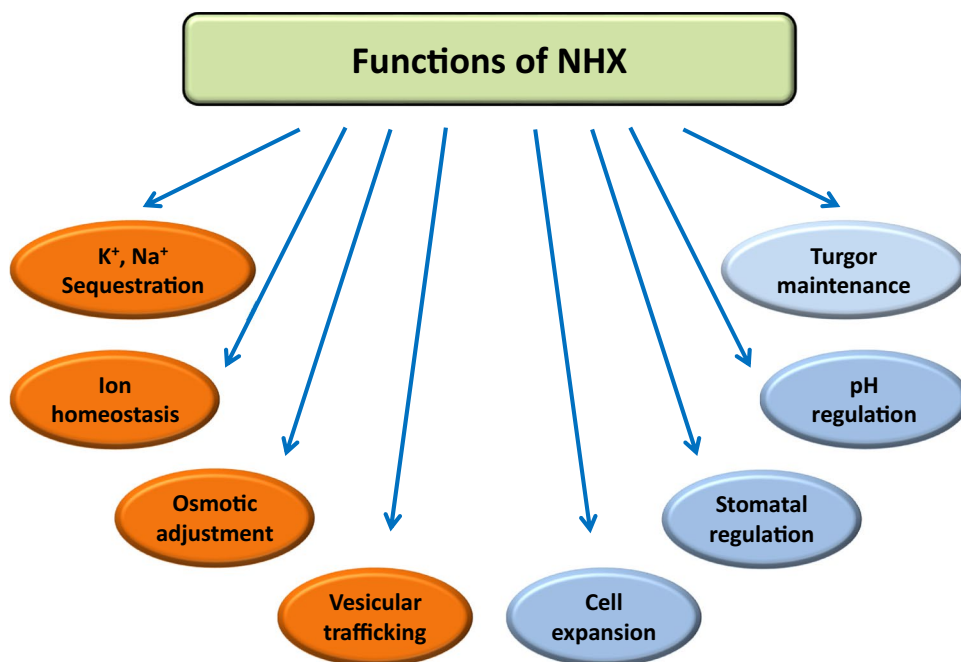 Functions of NHX
K⁺, Na⁺
Sequestration
Turgor
maintenance
Ion
homeostasis
pH
regulation
Osmotic
adjustment
Stomatal
regulation
Vesicular
trafficking
Cell
expansion